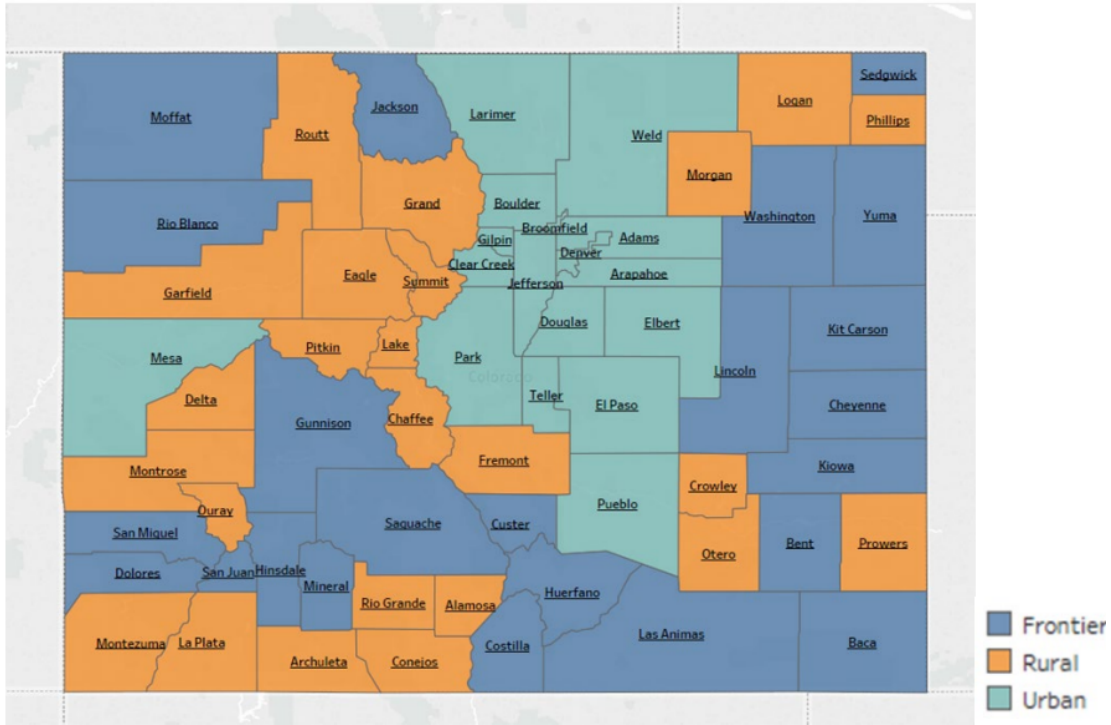 Sedgwick
Jackson
Logan
Larimer
Moffat
Phillips
Routt
Weld
Morgan
Grand
Boulder
Washington
Yuma
Rio Blanco
Broomfield
Gilpin
Adams
Denver
Clear Creek
Arapahoe
Eagle
Summit
Jefferson
Garfield
Douglas
Elbert
Kit Carson
Pitkin
Lake
Park
Mesa
Lincoln
Colorado
Teller
Delta
El Paso
Cheyenne
Chaffee
Gunnison
Fremont
Kiowa
Montrose
Crowley
Pueblo
Ouray
Saguache
Custer
San Miguel
Otero
Bent
Prowers
Dolores
San Juan
Hinsdale
Mineral
Huerfano
Rio Grande
Alamosa
Las Animas
Montezuma
La Plata
Costilla
Baca
Archuleta
Conejos
Frontier
Rural
Urban